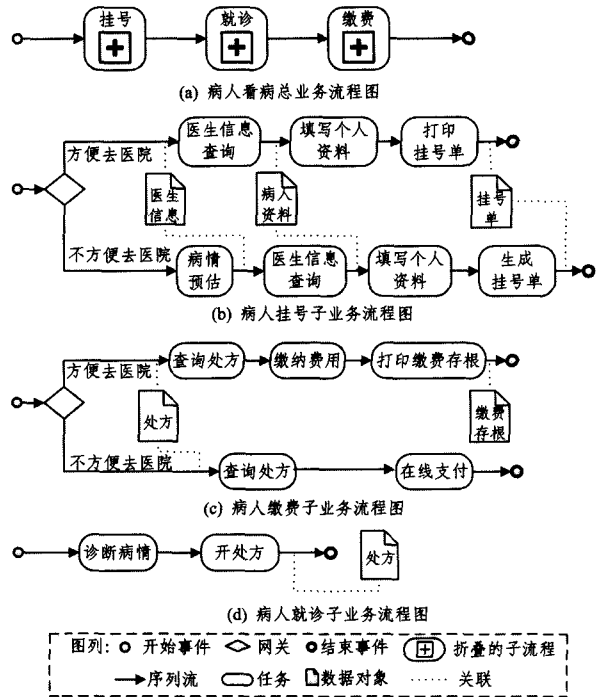 挂号
就诊
缴费
(a) 病人看病总业务流程图
方便去医院
医生信息
查询
填写个人
资料
打印
挂号单
医生
信息
病人
资料
挂号
单
不方便去医院
病情
预估
医生信息
查询
填写个人
资料
生成
挂号单
(b) 病人挂号子业务流程图
方便去医院
查询处方
缴纳费用
打印缴费存根
处方
缴费
存根
不方便去医院
查询处方
在线支付
(c) 病人缴费子业务流程图
诊断病情
开处方
处方
(d) 病人就诊子业务流程图
图列: 开始事件 网关 结束事件 折叠的子流程
序列流 任务 数据对象 关联